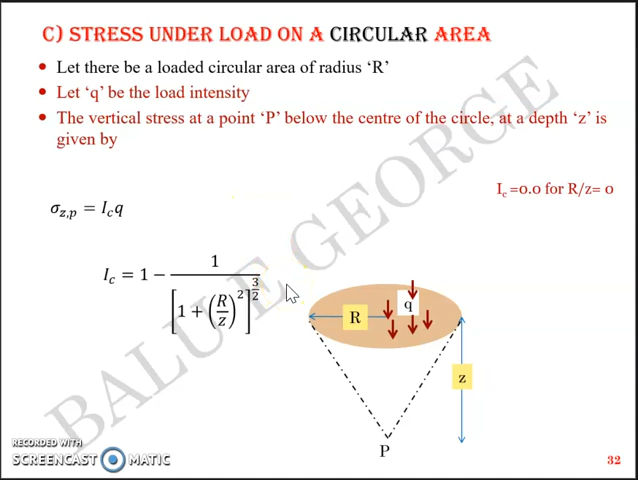 C) STRESS UNDER LOAD ON A CIRCULAR AREA
• Let there be a loaded circular area of radius ‘R’
• Let ‘q’ be the load intensity
• The vertical stress at a point ‘P’ below the centre of the circle, at a depth ‘z’ is
given by
I_c =0.0 for R/z= 0
σ_{z,p} = I_c q
I_c = 1 − 1 / [1 + (R/z)^2]^{3/2}
R
q
z
P
BALU GEORGE
RECORDED WITH
SCREENCAST MATIC
32